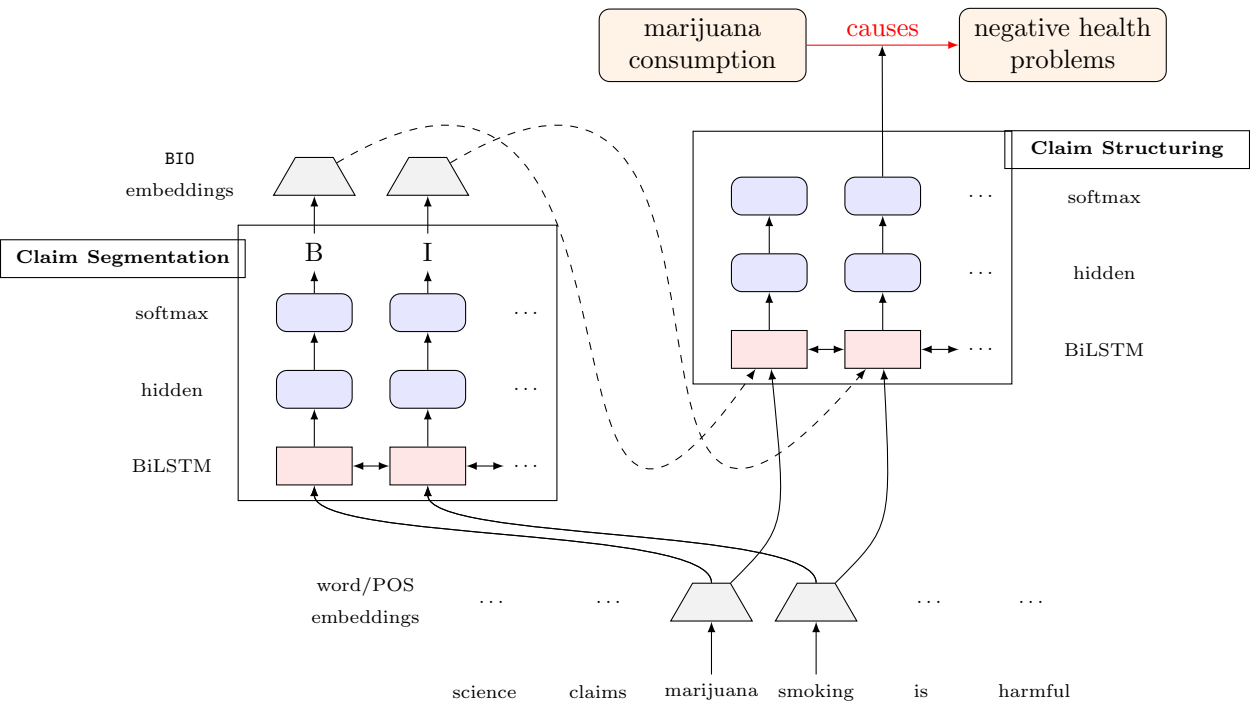 marijuana
consumption
causes
negative health
problems
BIO
embeddings
Claim Structuring
softmax
...
hidden
...
BiLSTM
...
Claim Segmentation
B
I
softmax
...
hidden
...
BiLSTM
...
word/POS
embeddings
... ... ... ...
science claims marijuana smoking is harmful